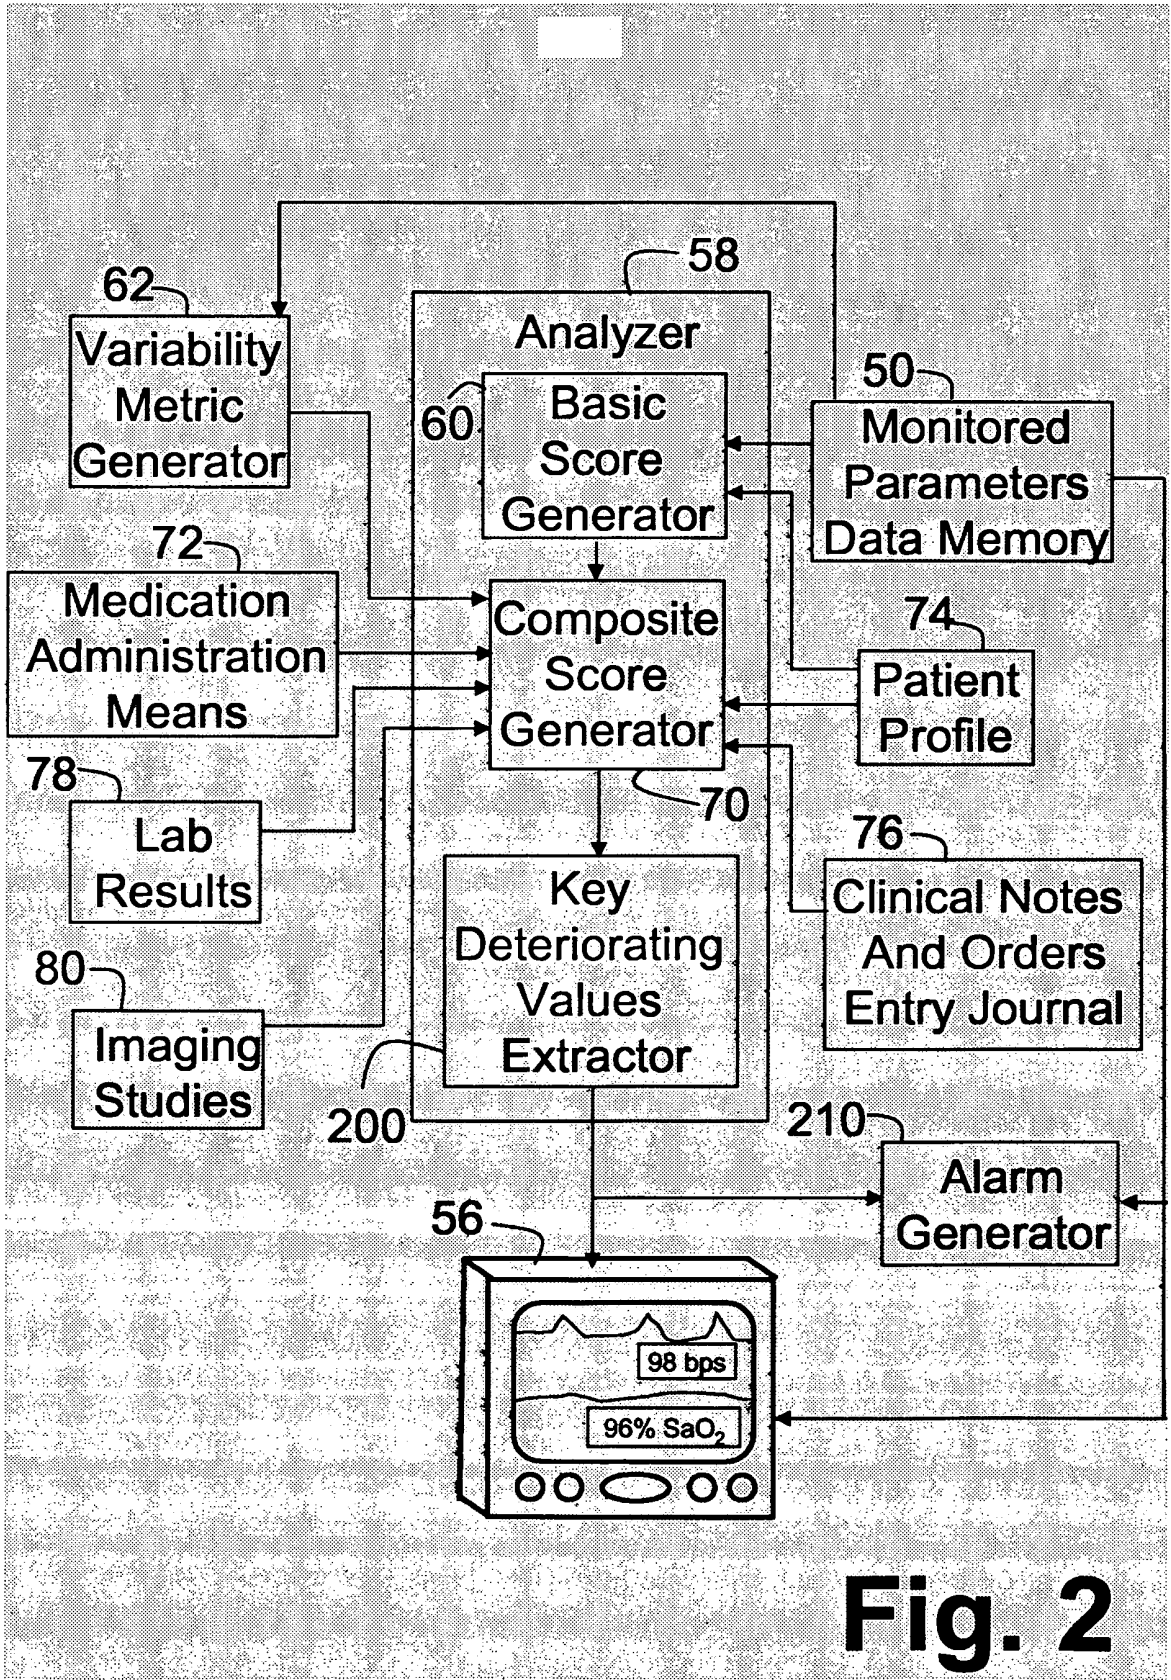 58
62
Analyzer
Variability
Metric
Generator
50
60
Basic
Score
Generator
Monitored
Parameters
Data Memory
72
Medication
Administration
Means
Composite
Score
Generator
74
Patient
Profile
78
70
Lab
Results
76
Key
Deteriorating
Values
Extractor
Clinical Notes
And Orders
Entry Journal
80
Imaging
Studies
200
210
Alarm
Generator
56
98 bps
96% SaO₂
Fig. 2